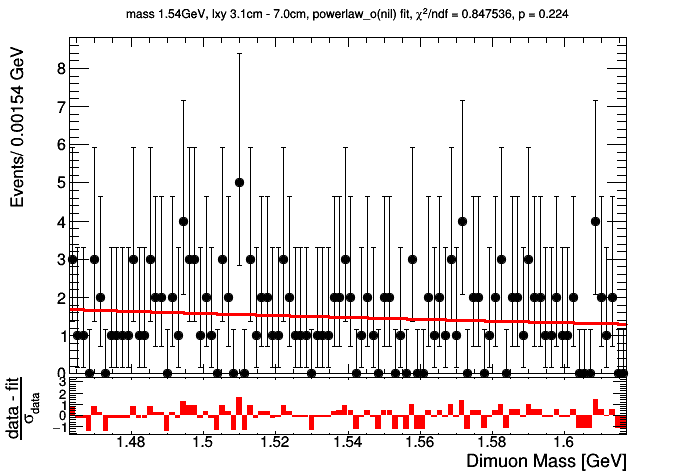 mass 1.54GeV, lxy 3.1cm - 7.0cm, powerlaw_o(nil) fit, χ²/ndf = 0.847536, p = 0.224
Events/ 0.00154 GeV
8
7
6
5
4
3
2
1
0
data - fit
σdata
3
2
1
0
−1
1.48 1.5 1.52 1.54 1.56 1.58 1.6
Dimuon Mass [GeV]